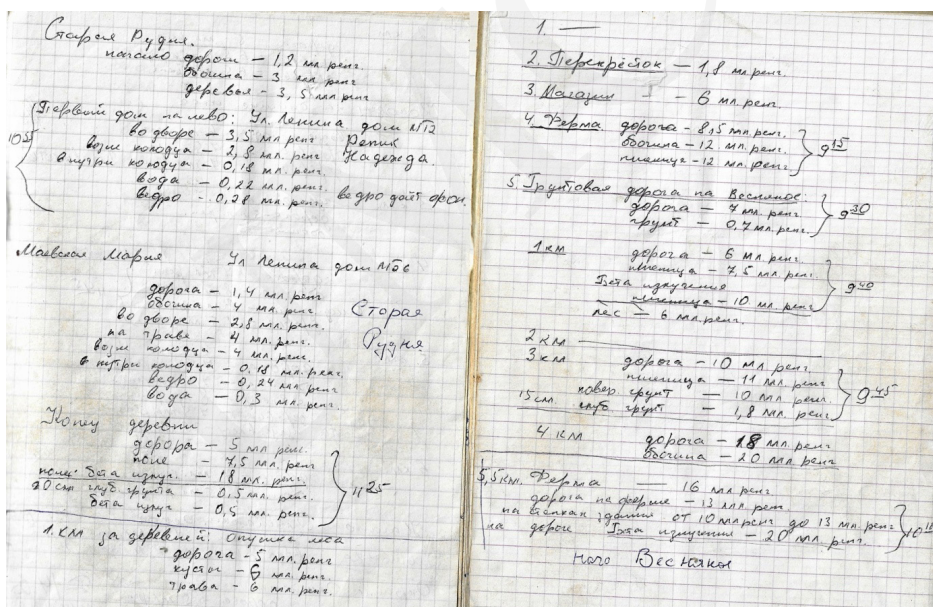 Старая Рудня.
начало дороги — 1,2 мл. рент.
обочина — 3 мл рент.
деревья — 3,5 мл рент
Первый дом налево: Ул. Ленина дом №12
во дворе — 3,5 мл. рент Репик
возле колодца — 2,8 мл. рент Надежда
внутри колодца — 0,18 мл. рент.
вода — 0,22 мл. рент.
ведро — 0,28 мл. рент. ведро даёт фон.
10 55
Маевская Мария Ул Ленина дом №66
дорога — 1,4 мл. рент
обочина — 4 мл. рент
во дворе — 2,8 мл. рент. Сторая
на траве — 4 мл. рент. Рудня
возле колодца — 4 мл. рент.
в нутри колодца — 0,18 мл. рент.
ведро — 0,24 мл рент
вода — 0,3 мл. рент
Конец деревни
дорора — 5 мл рент.
поле — 7,5 мл. рент
бета излуч. — 18 мл. рент.
20 см глуб грунта — 0,5 мл. рент.
бета излуч — 0,5 мл. рент.
11 25
1. км за деревней: опушка леса
дорога — 5 мл. рент
кусты — 6 мл. рент
трава — 6 мл. рент.
1. —
2. Перекрёсток — 1,8 мл. рент.
3. Магазин — 6 мл. рент.
4. Ферма. дорога — 8,5 мл. рент.
обочина — 12 мл. рент.
пшеница — 12 мл. рент.
9 15
5. Грунтовая дорога на Весняное:
дорога — 7 мл. рент
грунт — 0,7 мл. рент.
9 30
1 км дорога — 6 мл. рент.
пшеница — 7,5 мл. рент.
Бета излучения
пшеница — 10 мл. рент
лес — 6 мл. рент.
9 40
2 км —
3 км дорога — 10 мл рент
пшеница — 11 мл. рент
повер. грунт — 10 мл. рент.
15 см. глуб грунт — 1,8 мл. рент
9 45
4 км дорога — 18 мл. рент
обочина — 20 мл. рент
5,5 км. Ферма — 16 мл рент
дорога на ферме — 13 мл рент.
на стенках здания от 10 мл рент до 13 мл. рент
на дороге Бета излучения — 20 мл. рент.
Весняны